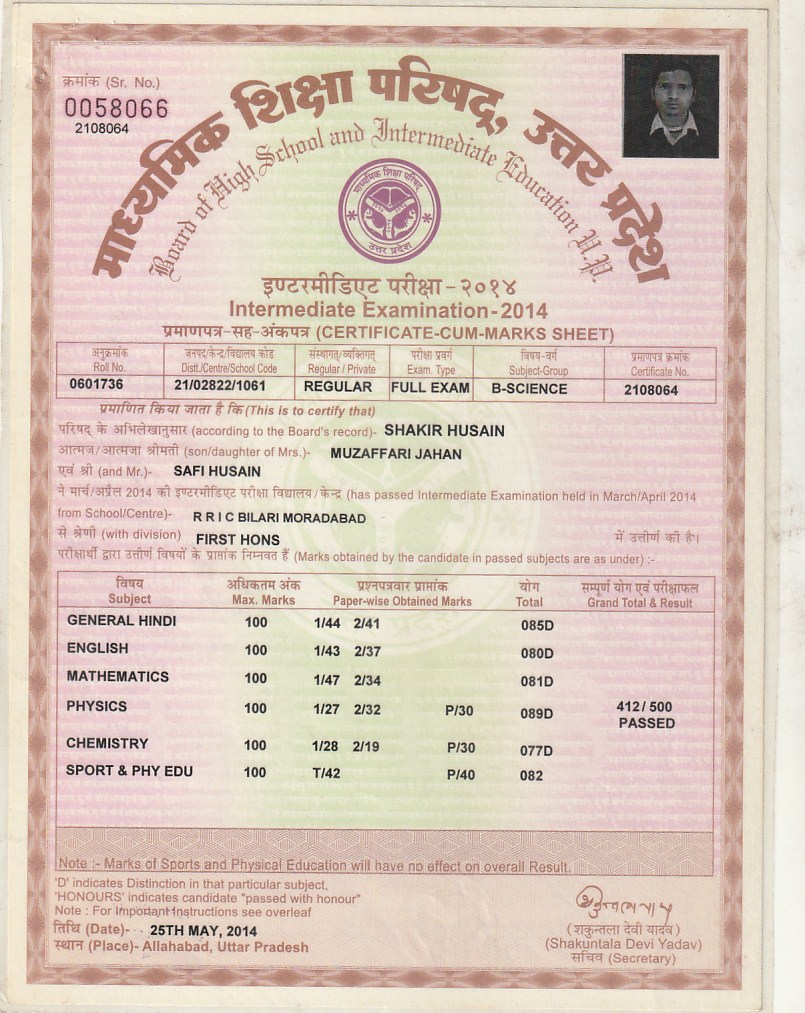 क्रमांक (Sr. No.)
0058066
2108064
माध्यमिक शिक्षा परिषद्, उत्तर प्रदेश
Board of High School and Intermediate Education U.P.
माध्यमिक शिक्षा परिषद्
उत्तर प्रदेश
इण्टरमीडिएट परीक्षा - २०१४
Intermediate Examination - 2014
प्रमाणपत्र-सह-अंकपत्र (CERTIFICATE-CUM-MARKS SHEET)
अनुक्रमांक जनपद/केन्द्र/विद्यालय कोड संस्थागत/व्यक्तिगत परीक्षा प्रवर्ग विषय-वर्ग प्रमाणपत्र क्रमांक
Roll No. Distt./Centre/School Code Regular / Private Exam. Type Subject-Group Certificate No.
0601736 21/02822/1061 REGULAR FULL EXAM B-SCIENCE 2108064
प्रमाणित किया जाता है कि (This is to certify that)
परिषद् के अभिलेखानुसार (according to the Board's record)- SHAKIR HUSAIN
आत्मज/आत्मजा श्रीमती (son/daughter of Mrs.)- MUZAFFARI JAHAN
एवं श्री (and Mr.)- SAFI HUSAIN
ने मार्च/अप्रैल 2014 की इण्टरमीडिएट परीक्षा विद्यालय/केन्द्र (has passed Intermediate Examination held in March/April 2014
from School/Centre)- R R I C BILARI MORADABAD
से श्रेणी (with division) FIRST HONS में उत्तीर्ण की है।
परीक्षार्थी द्वारा उत्तीर्ण विषयों के प्राप्तांक निम्नवत हैं (Marks obtained by the candidate in passed subjects are as under) :-
विषय अधिकतम अंक प्रश्नपत्रवार प्राप्तांक योग सम्पूर्ण योग एवं परीक्षाफल
Subject Max. Marks Paper-wise Obtained Marks Total Grand Total & Result
GENERAL HINDI 100 1/44 2/41 085D
ENGLISH 100 1/43 2/37 080D
MATHEMATICS 100 1/47 2/34 081D
PHYSICS 100 1/27 2/32 P/30 089D 412/ 500
PASSED
CHEMISTRY 100 1/28 2/19 P/30 077D
SPORT & PHY EDU 100 T/42 P/40 082
Note :- Marks of Sports and Physical Education will have no effect on overall Result.
'D' indicates Distinction in that particular subject,
'HONOURS' indicates candidate "passed with honour"
Note : For Important Instructions see overleaf
तिथि (Date)- 25TH MAY, 2014
स्थान (Place)- Allahabad, Uttar Pradesh
(शकुन्तला देवी यादव)
(Shakuntala Devi Yadav)
सचिव (Secretary)